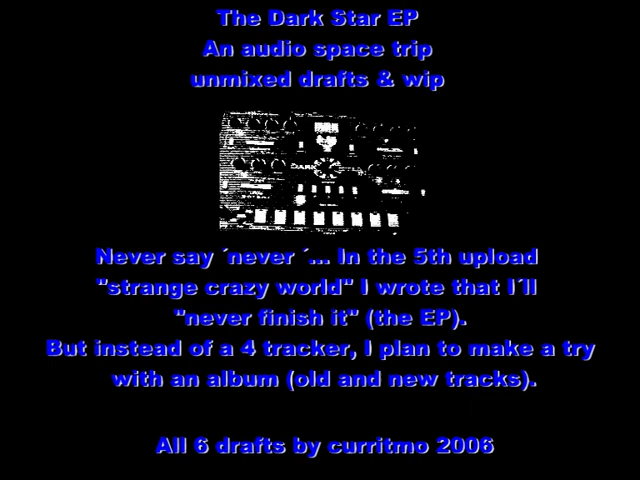 The Dark Star EP
An audio space trip
unmixed drafts & wip
Never say ´never ´... In the 5th upload
"strange crazy world" I wrote that I´ll
"never finish it" (the EP).
But instead of a 4 tracker, I plan to make a try
with an album (old and new tracks).
All 6 drafts by curritmo 2006